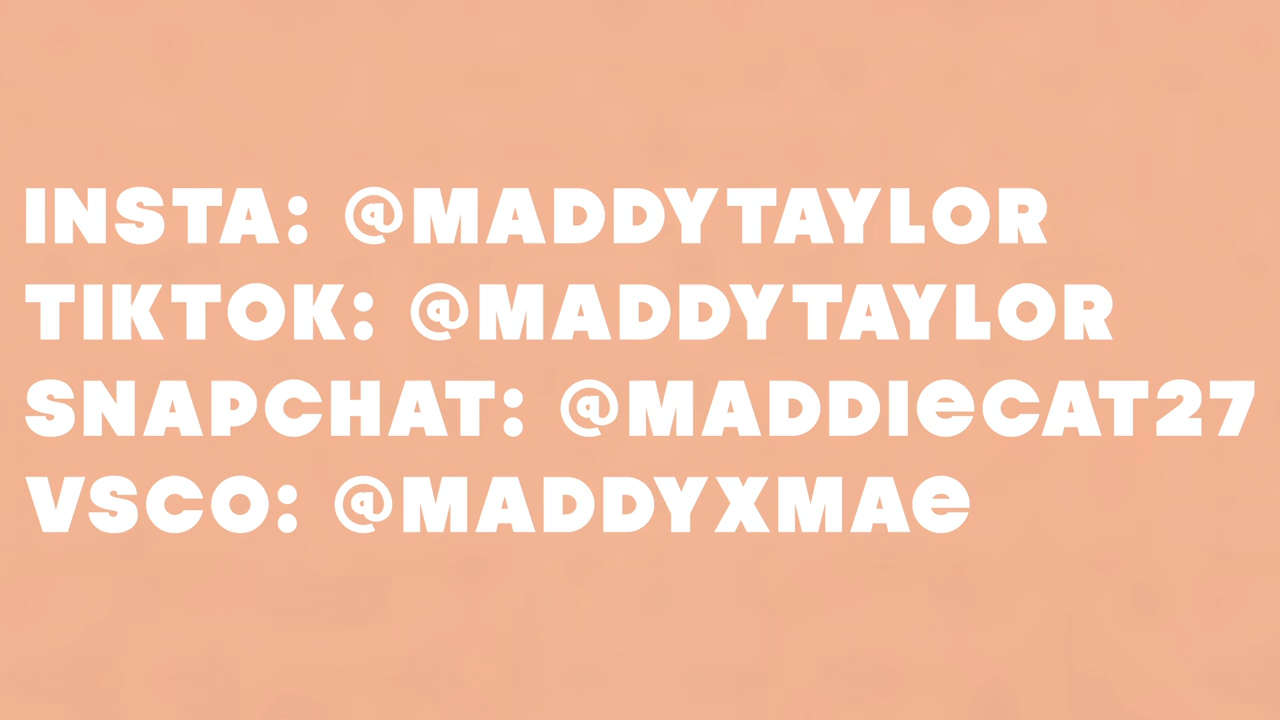 INSTA: @MADDYTAYLOR
TIKTOK: @MADDYTAYLOR
SNAPCHAT: @MADDIeCAT27
VSCO: @MADDYXMAe